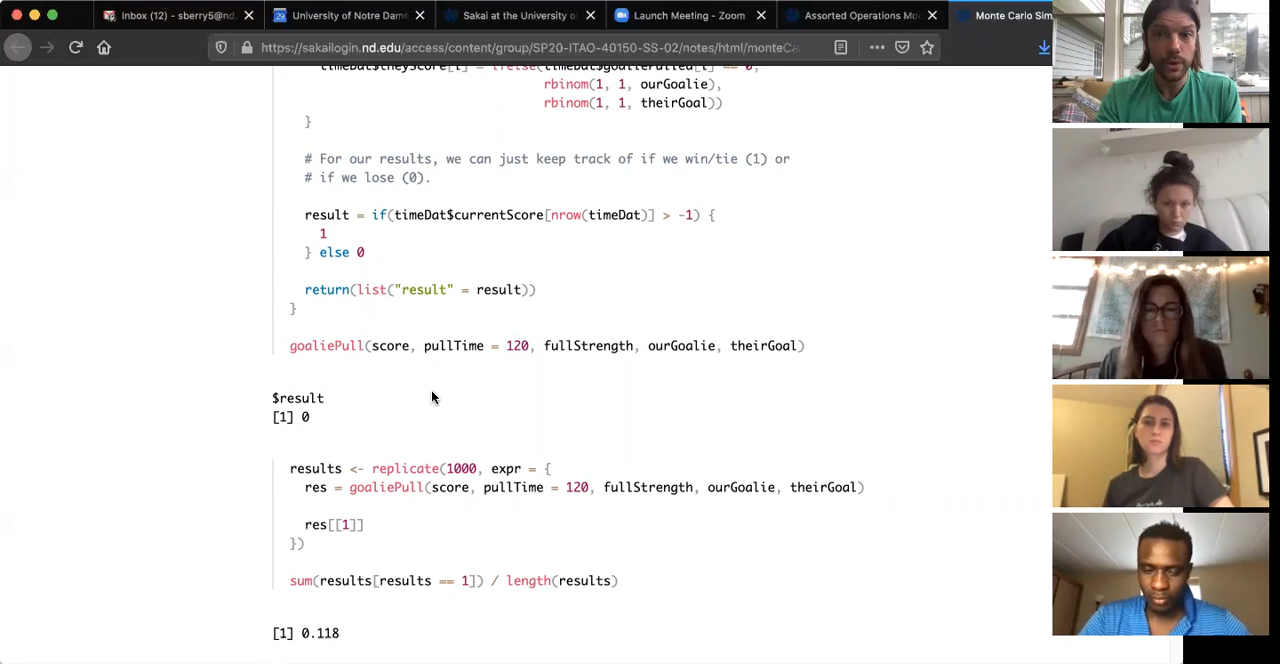 Inbox (12) - sberry5@nd.
University of Notre Dame
Sakai at the University of
Launch Meeting - Zoom
Assorted Operations Mo
Monte Carlo Sim
https://sakailogin.nd.edu/access/content/group/SP20-ITAO-40150-SS-02/notes/html/monteCa
rbinom(1, 1, ourGoalie),
rbinom(1, 1, theirGoal))
}
# For our results, we can just keep track of if we win/tie (1) or
# if we lose (0).
result = if(timeDat$currentScore[nrow(timeDat)] > -1) {
1
} else 0
return(list("result" = result))
}
goaliePull(score, pullTime = 120, fullStrength, ourGoalie, theirGoal)
$result
[1] 0
results <- replicate(1000, expr = {
res = goaliePull(score, pullTime = 120, fullStrength, ourGoalie, theirGoal)
res[[1]]
})
sum(results[results == 1]) / length(results)
[1] 0.118